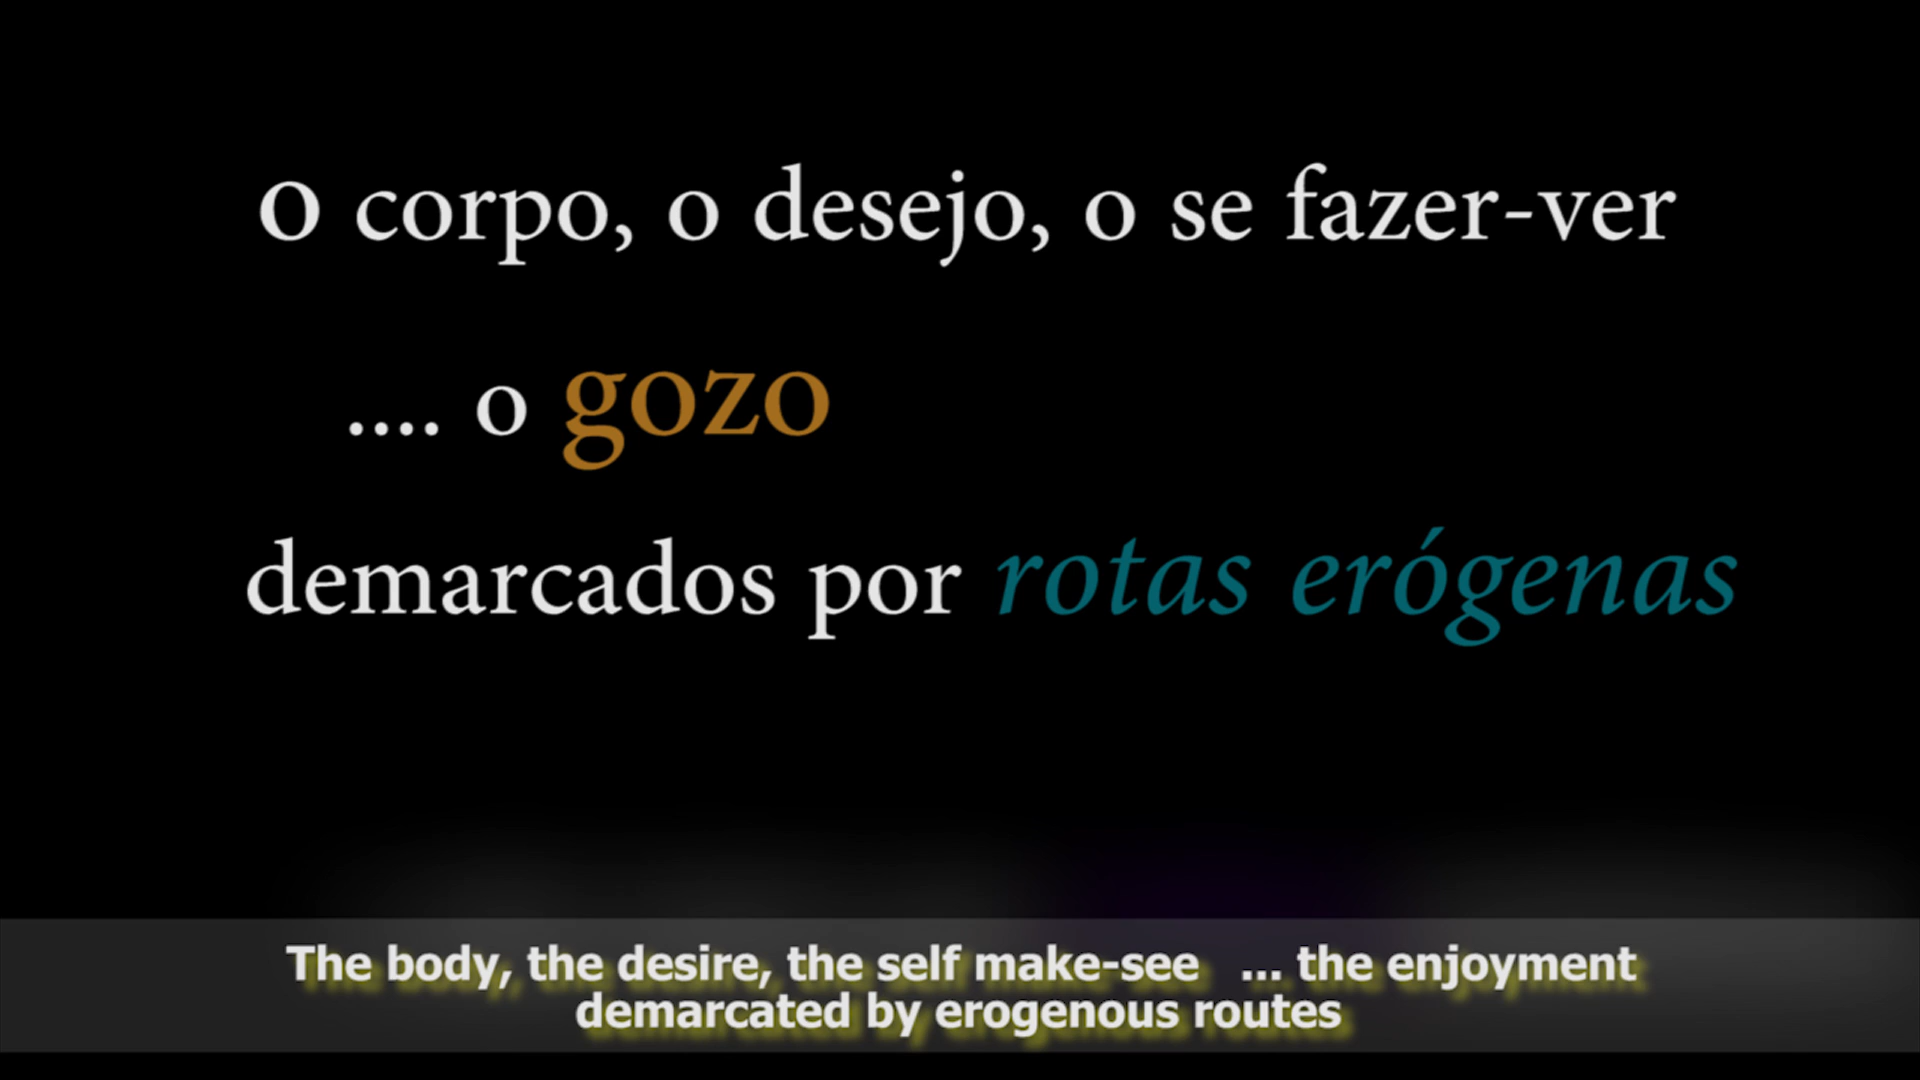 o corpo, o desejo, o se fazer-ver
.... o gozo
demarcados por rotas erógenas
The body, the desire, the self make-see ... the enjoyment
demarcated by erogenous routes